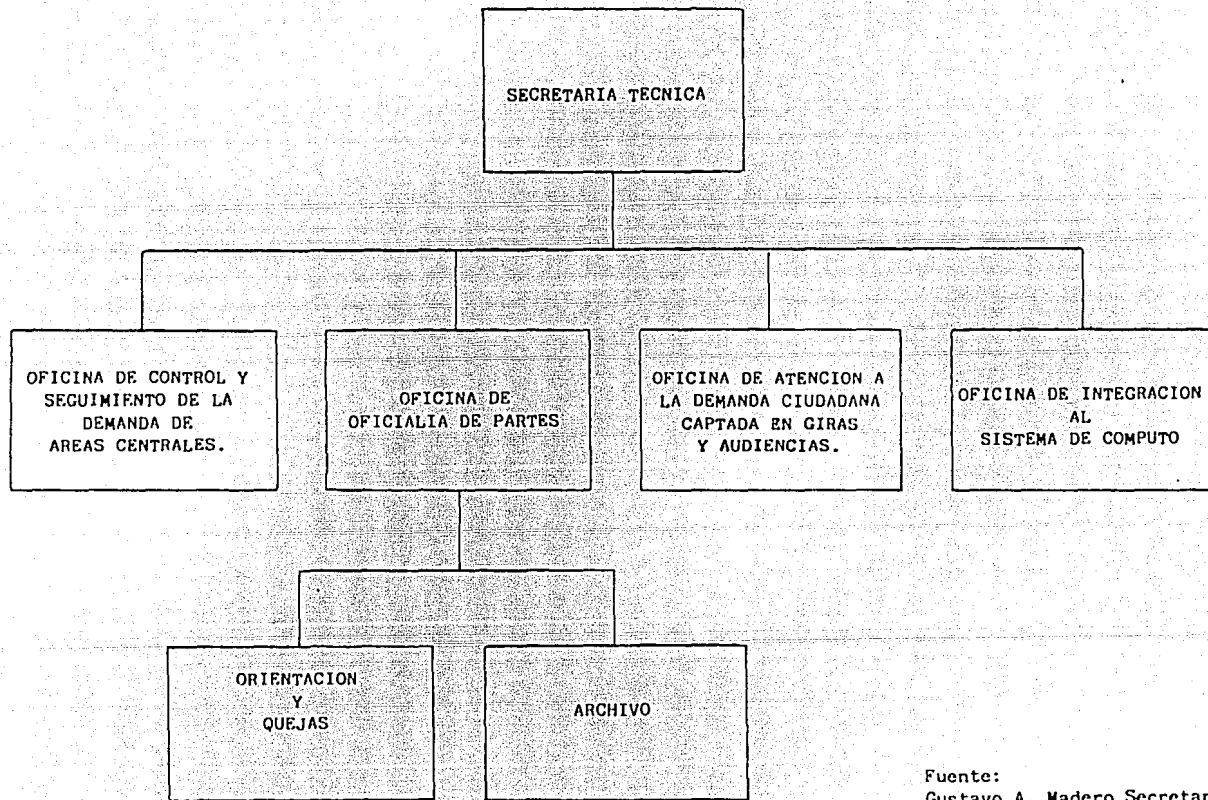 SECRETARIA TECNICA
OFICINA DE CONTROL Y
SEGUIMIENTO DE LA
DEMANDA DE
AREAS CENTRALES.
OFICINA DE
OFICIALIA DE PARTES
OFICINA DE ATENCION A
LA DEMANDA CIUDADANA
CAPTADA EN GIRAS
Y AUDIENCIAS.
OFICINA DE INTEGRACION
AL
SISTEMA DE COMPUTO
ORIENTACION
Y
QUEJAS
ARCHIVO
Fuente:
Gustavo A. Madero Secretar